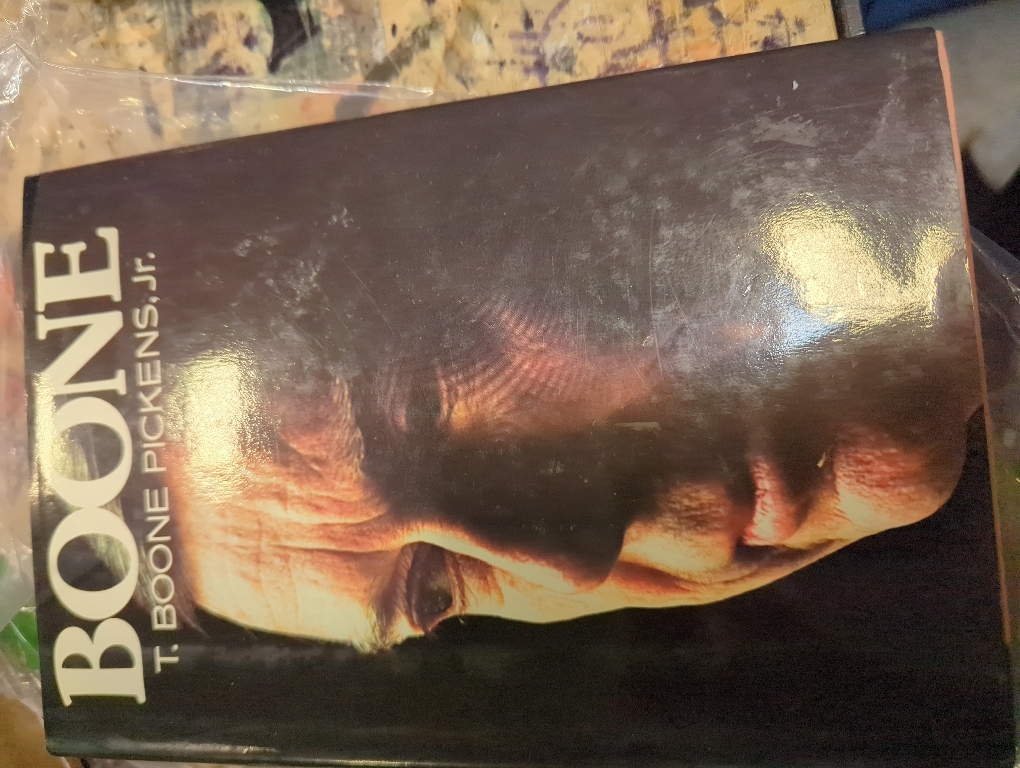 BOONE
T. BOONE PICKENS, Jr.